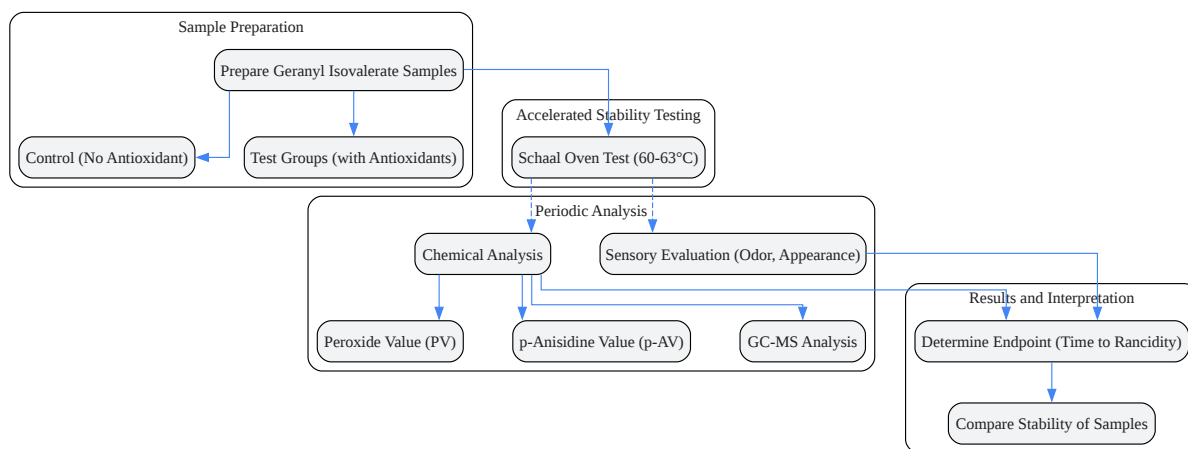 Sample Preparation
Prepare Geranyl Isovalerate Samples
Control (No Antioxidant)
Test Groups (with Antioxidants)
Accelerated Stability Testing
Schaal Oven Test (60-63°C)
Periodic Analysis
Chemical Analysis
Sensory Evaluation (Odor, Appearance)
Peroxide Value (PV)
p-Anisidine Value (p-AV)
GC-MS Analysis
Results and Interpretation
Determine Endpoint (Time to Rancidity)
Compare Stability of Samples